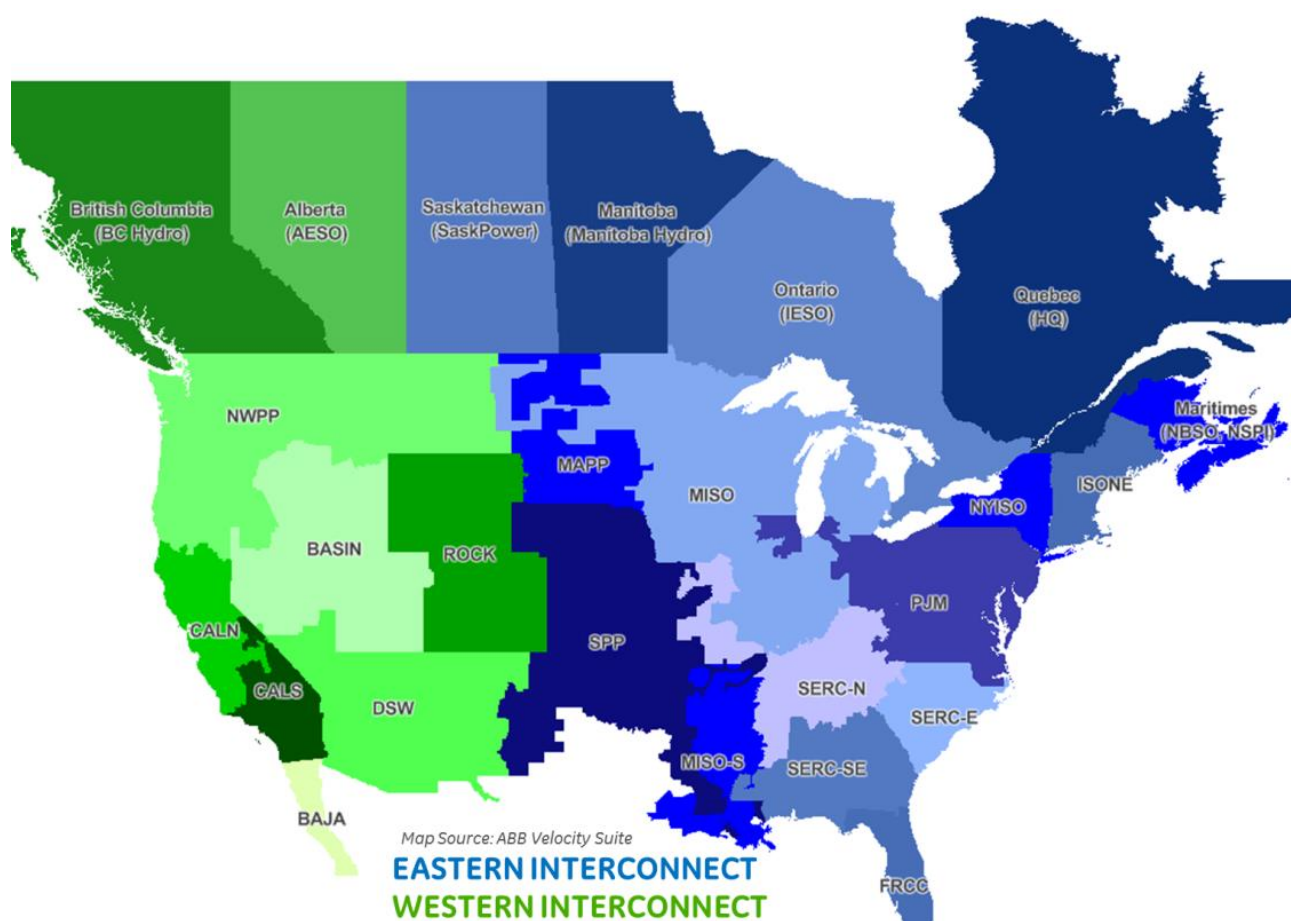 British Columbia
(BC Hydro)
Alberta
(AESO)
Saskatchewan
(SaskPower)
Manitoba
(Manitoba Hydro)
Ontario
(IESO)
Quebec
(HQ)
Maritimes
(NBSO, NSPI)
NWPP
MAPP
MISO
NYISO
ISONE
BASIN
ROCK
PJM
CALN
CALS
DSW
SPP
SERC-N
SERC-E
MISO-S
SERC-SE
BAJA
FRCC
Map Source: ABB Velocity Suite
EASTERN INTERCONNECT
WESTERN INTERCONNECT